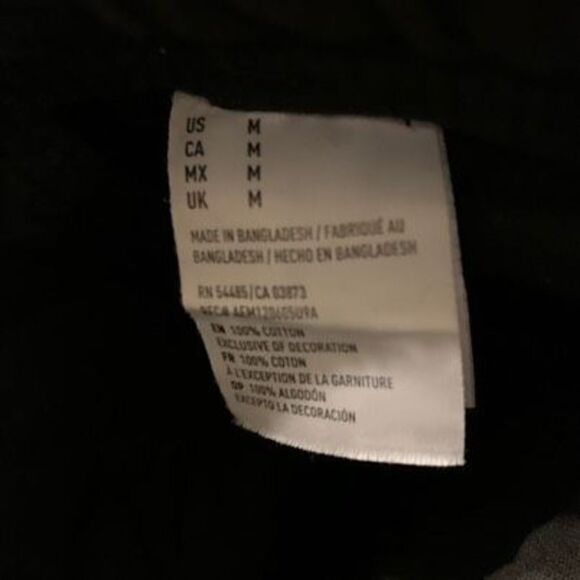 US M
CA M
MX M
UK M
MADE IN BANGLADESH / FABRIQUÉ AU
BANGLADESH / HECHO EN BANGLADESH
RN 54485/CA 03873
EN 100% COTTON
EXCLUSIVE OF DECORATION
FR 100% COTON
À L'EXCEPTION DE LA GARNITURE
100% ALGODÓN
EXCEPTO LA DECORACIÓN